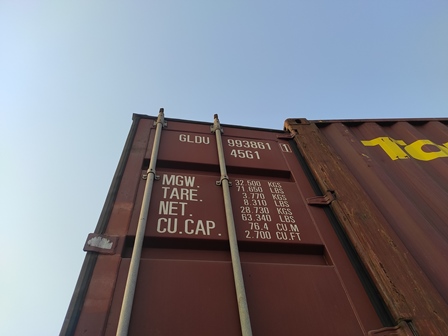 GLDU 993861 1
45G1
MGW. 32 500 KGS
71 650 LBS
TARE. 3 770 KGS
8 310 LBS
NET. 28 730 KGS
63 340 LBS
CU.CAP. 76.4 CU.M
2.700 CU.FT